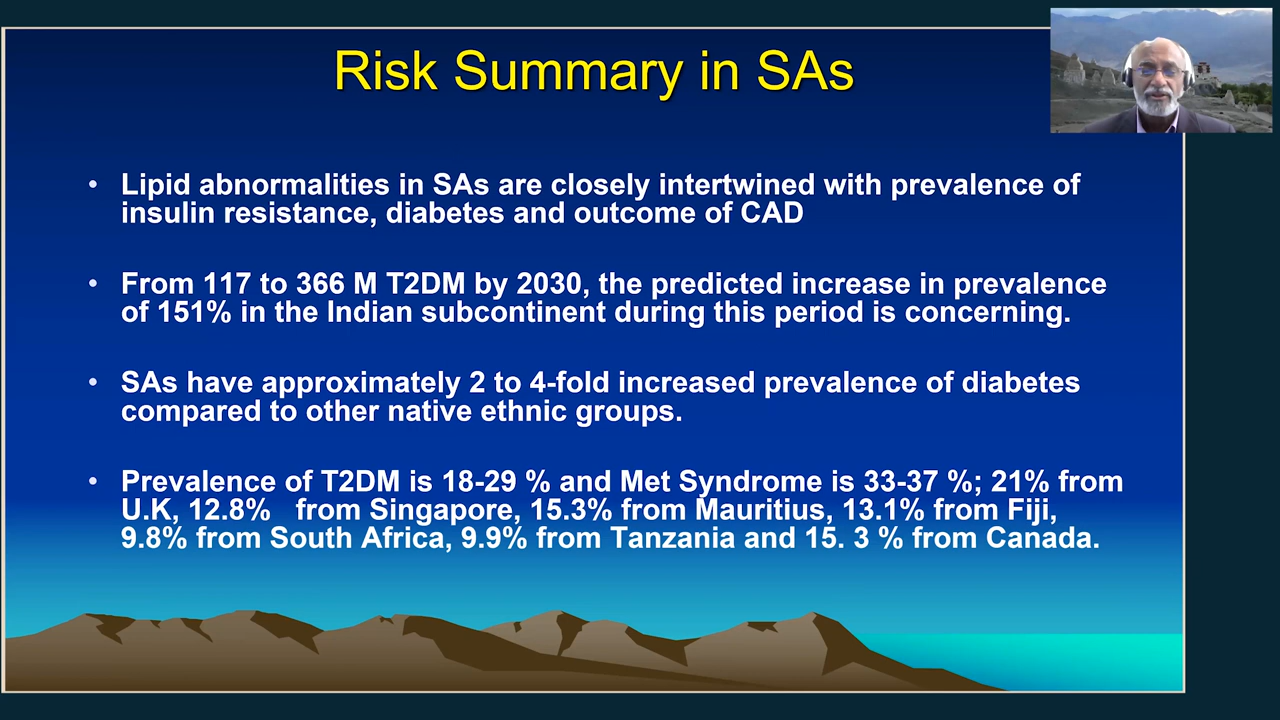 Risk Summary in SAs
• Lipid abnormalities in SAs are closely intertwined with prevalence of
insulin resistance, diabetes and outcome of CAD
• From 117 to 366 M T2DM by 2030, the predicted increase in prevalence
of 151% in the Indian subcontinent during this period is concerning.
• SAs have approximately 2 to 4-fold increased prevalence of diabetes
compared to other native ethnic groups.
• Prevalence of T2DM is 18-29 % and Met Syndrome is 33-37 %; 21% from
U.K, 12.8%   from Singapore, 15.3% from Mauritius, 13.1% from Fiji,
9.8% from South Africa, 9.9% from Tanzania and 15. 3 % from Canada.